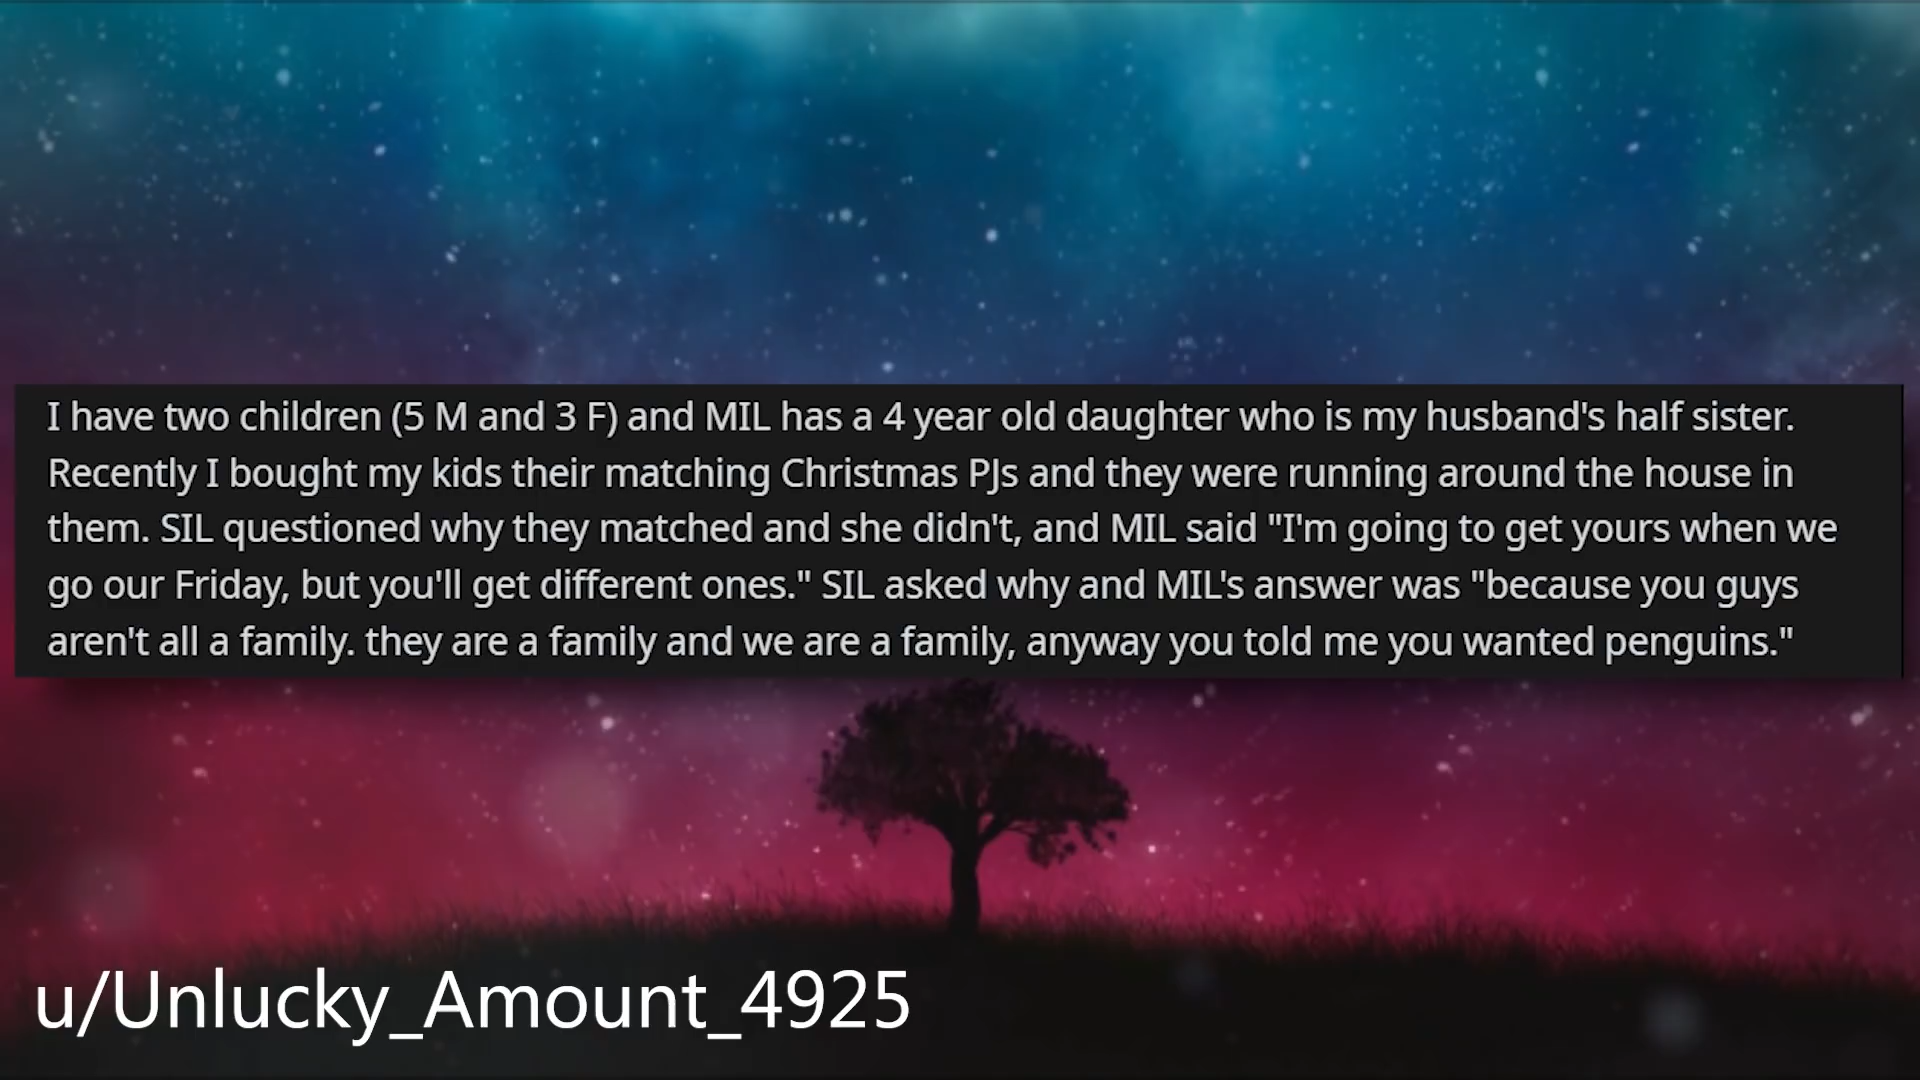 I have two children (5 M and 3 F) and MIL has a 4 year old daughter who is my husband's half sister.
Recently I bought my kids their matching Christmas PJs and they were running around the house in
them. SIL questioned why they matched and she didn't, and MIL said "I'm going to get yours when we
go our Friday, but you'll get different ones." SIL asked why and MIL's answer was "because you guys
aren't all a family. they are a family and we are a family, anyway you told me you wanted penguins."
u/Unlucky_Amount_4925